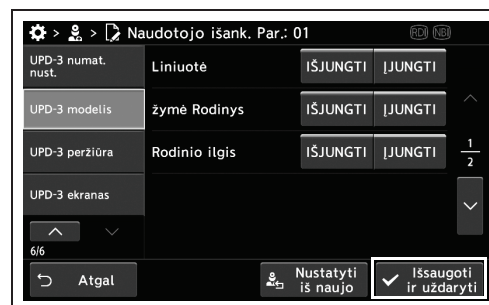 > > Naudotojo išank. Par.: 01 RDI NBI
UPD-3 numat.
nust.
Liniuotė IŠJUNGTI ĮJUNGTI
UPD-3 modelis
žymė Rodinys IŠJUNGTI ĮJUNGTI
UPD-3 peržiūra
Rodinio ilgis IŠJUNGTI ĮJUNGTI
1
2
UPD-3 ekranas
6/6
Atgal
Nustatyti
iš naujo
Išsaugoti
ir uždaryti